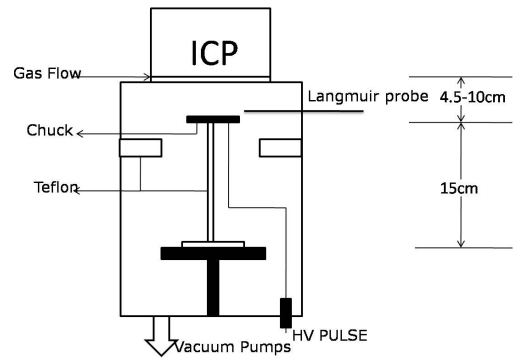 ICP
Gas Flow
Langmuir probe
4.5-10cm
Chuck
Teflon
15cm
HV PULSE
Vacuum Pumps